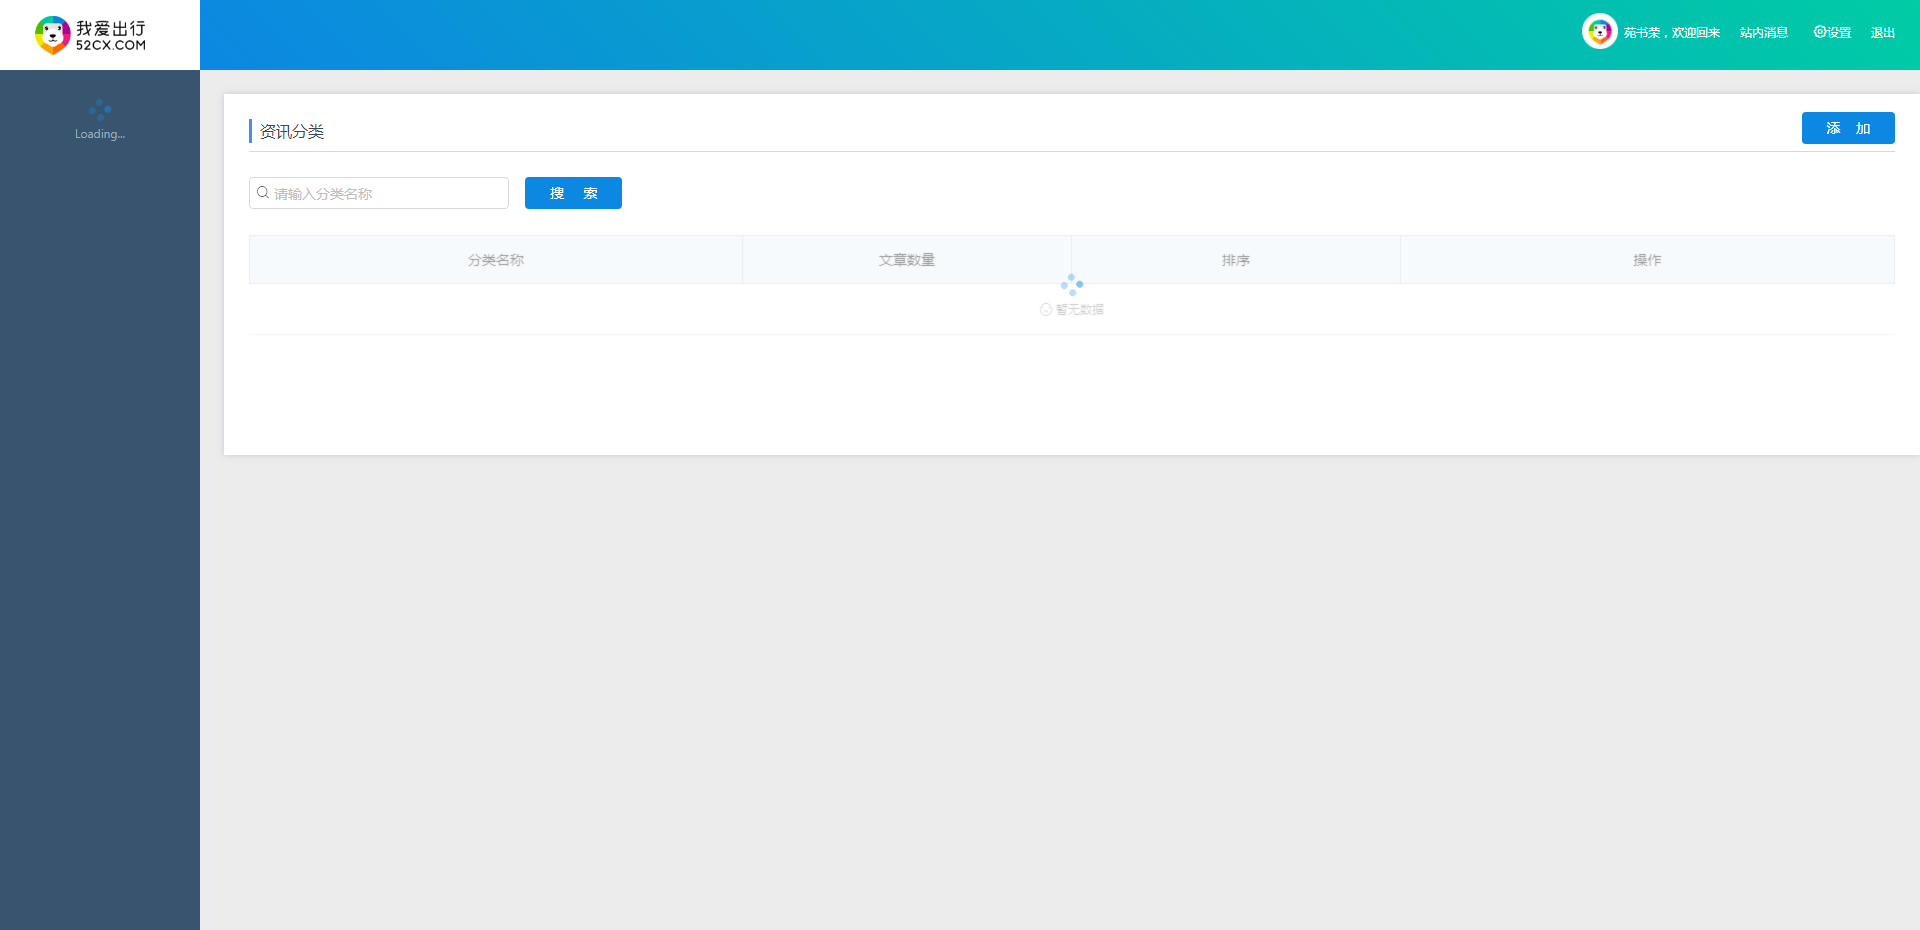 我爱出行
52CX.COM
苑书荣，欢迎回来 站内消息 设置 退出
Loading...
资讯分类
添 加
请输入分类名称
搜 索
分类名称 文章数量 排序 操作
暂无数据